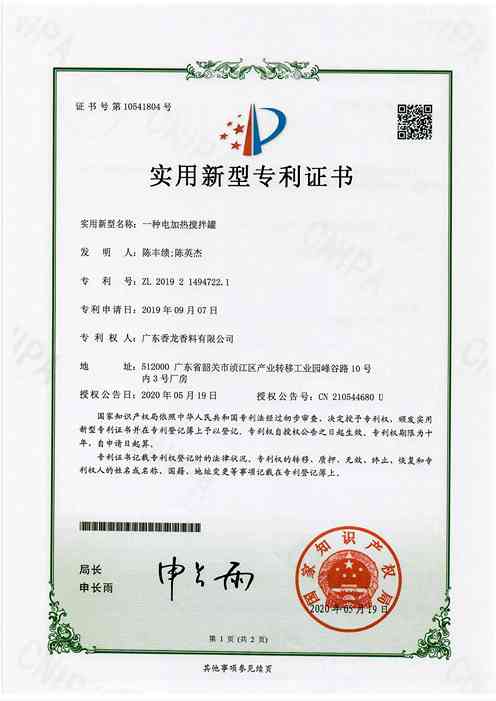 证书号第10541804号
实用新型专利证书
实用新型名称：一种电加热搅拌罐
发 明 人：陈丰绩;陈英杰
专 利 号：ZL 2019 2 1494722.1
专利申请日：2019年09月07日
专 利 权 人：广东香龙香料有限公司
地 址：512000 广东省韶关市浈江区产业转移工业园峰谷路10号
内3号厂房
授权公告日：2020年05月19日 授权公告号：CN 210544680 U
国家知识产权局依照中华人民共和国专利法经过初步审查，决定授予专利权，颁发实用
新型专利证书并在专利登记簿上予以登记。专利权自授权公告之日起生效。专利权期限为十
年，自申请日起算。
专利证书记载专利权登记时的法律状况。专利权的转移、质押、无效、终止、恢复和专
利权人的姓名或名称、国籍、地址变更等事项记载在专利登记簿上。
局长
申长雨
申长雨
国家知识产权局
2020年05月19日
第 1 页 (共 2 页)
其他事项参见续页